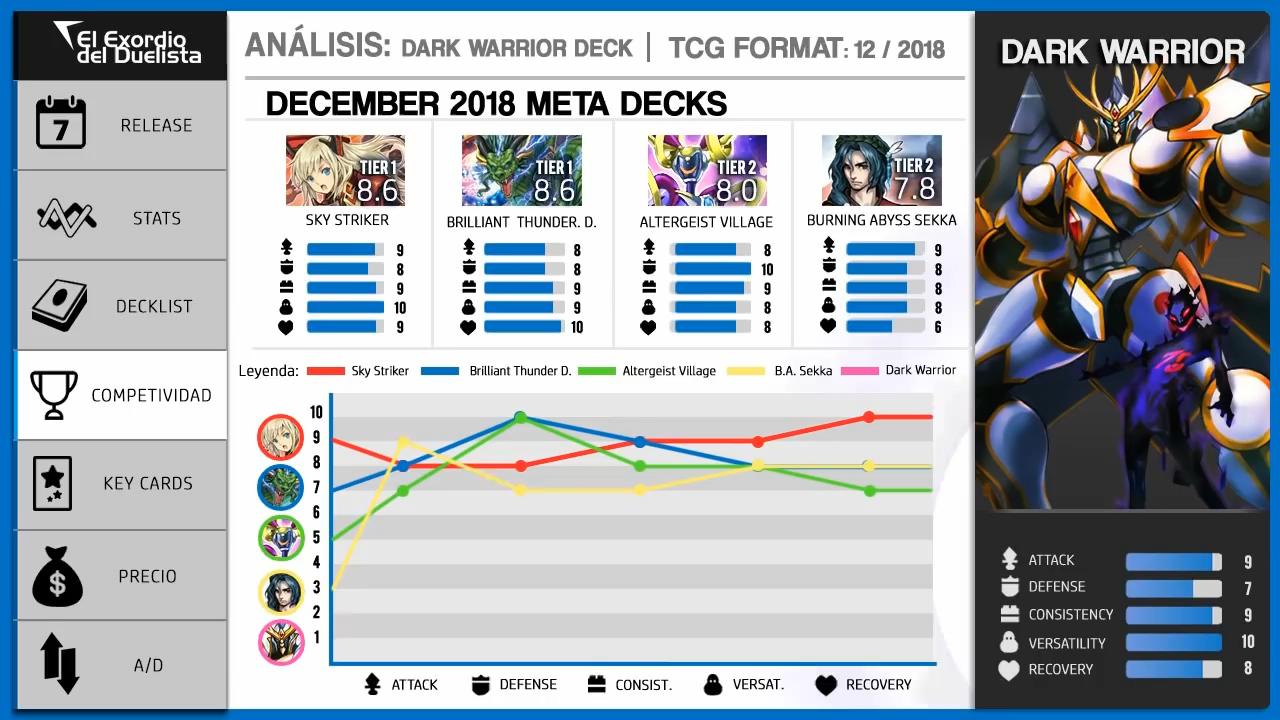 El Exordio
del Duelista
ANÁLISIS: DARK WARRIOR DECK | TCG FORMAT: 12 / 2018
RELEASE
7
STATS
DECKLIST
COMPETIVIDAD
KEY CARDS
$
PRECIO
A/D
DECEMBER 2018 META DECKS
TIER 1
8.6
SKY STRIKER
9
8
9
10
9
TIER 1
8.6
BRILLIANT THUNDER. D.
8
8
9
9
10
TIER 2
8.0
ALTERGEIST VILLAGE
8
10
9
8
8
TIER 2
7.8
BURNING ABYSS SEKKA
9
8
8
8
6
Leyenda: Sky Striker Brilliant Thunder D. Altergeist Village B.A. Sekka Dark Warrior
10
9
8
7
6
5
4
3
2
1
ATTACK DEFENSE CONSIST. VERSAT. RECOVERY
DARK WARRIOR
ATTACK 9
DEFENSE 7
CONSISTENCY 9
VERSATILITY 10
RECOVERY 8